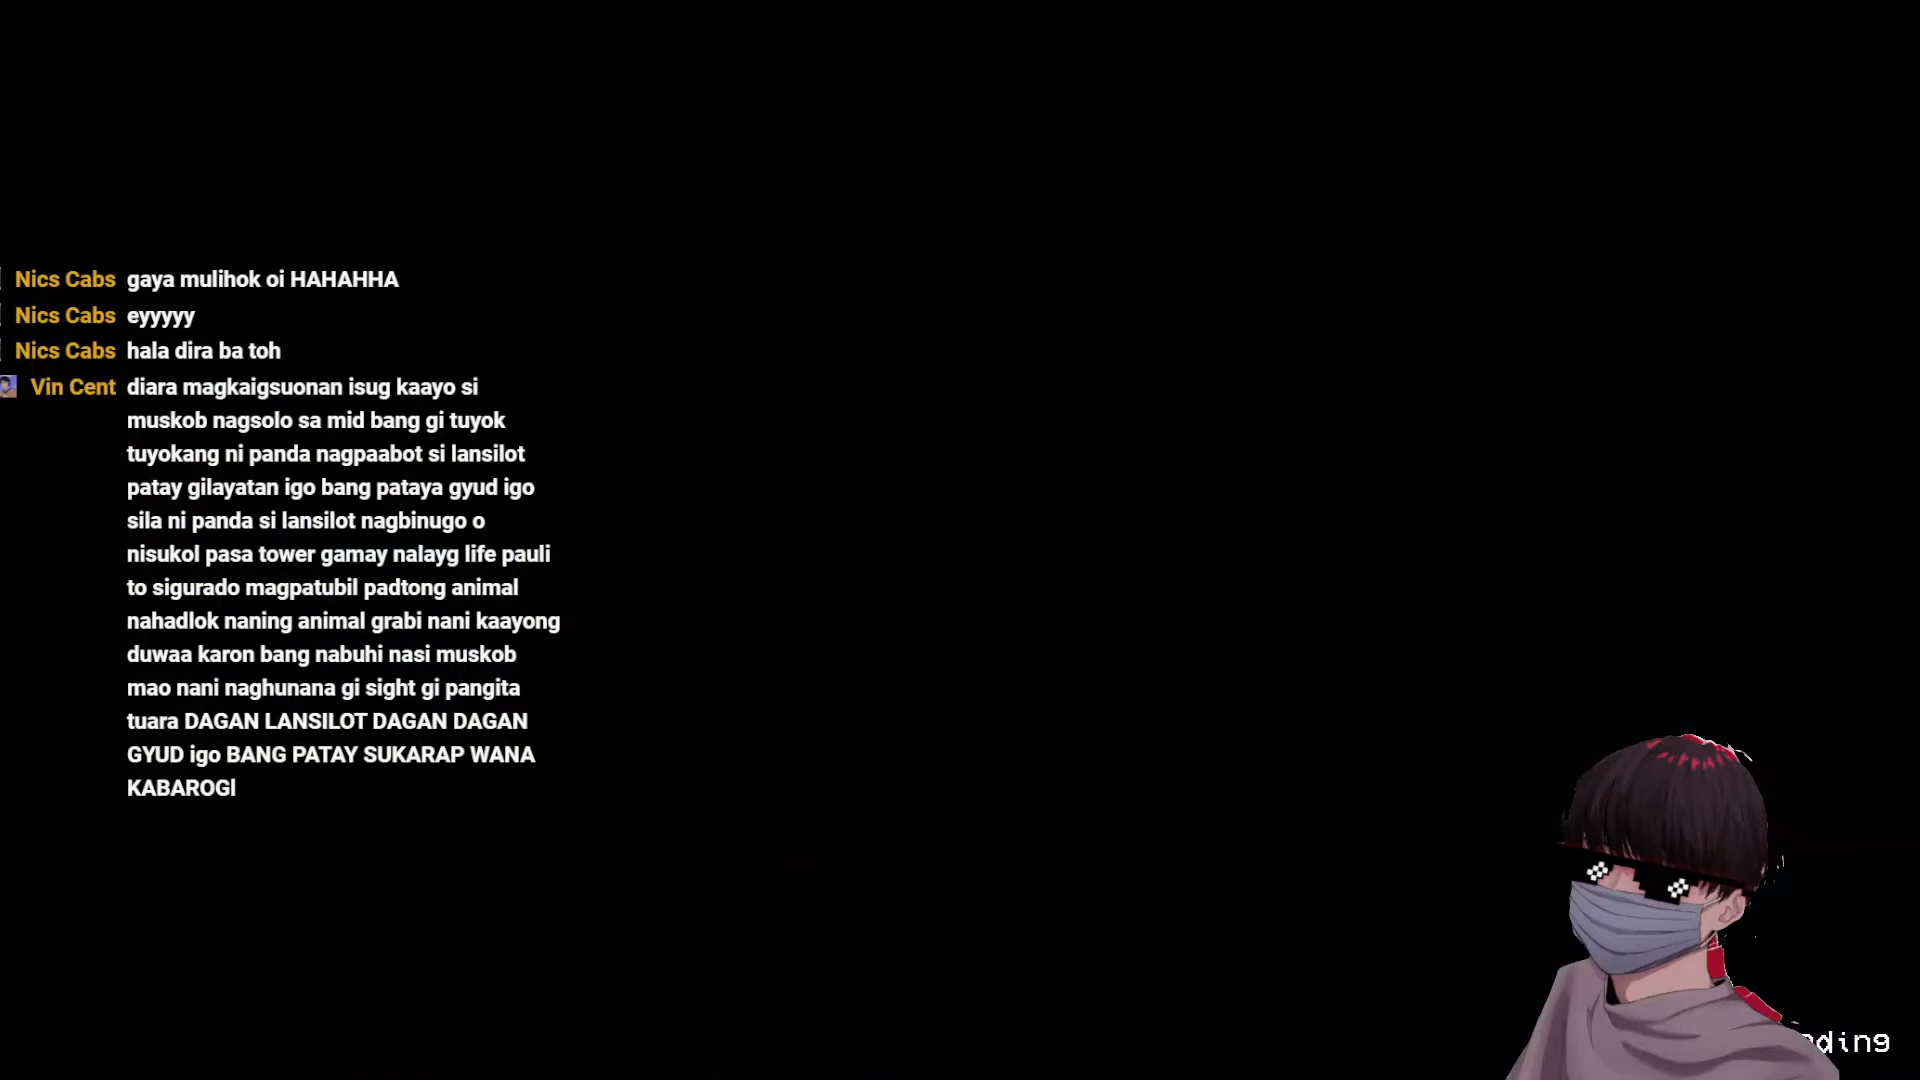 Nics Cabs gaya mulihok oi HAHAHHA
Nics Cabs eyyyyy
Nics Cabs hala dira ba toh
Vin Cent diara magkaigsuonan isug kaayo si
muskob nagsolo sa mid bang gi tuyok
tuyokang ni panda nagpaabot si lansilot
patay gilayatan igo bang pataya gyud igo
sila ni panda si lansilot nagbinugo o
nisukol pasa tower gamay nalayg life pauli
to sigurado magpatubil padtong animal
nahadlok naning animal grabi nani kaayong
duwaa karon bang nabuhi nasi muskob
mao nani naghunana gi sight gi pangita
tuara DAGAN LANSILOT DAGAN DAGAN
GYUD igo BANG PATAY SUKARAP WANA
KABAROGl